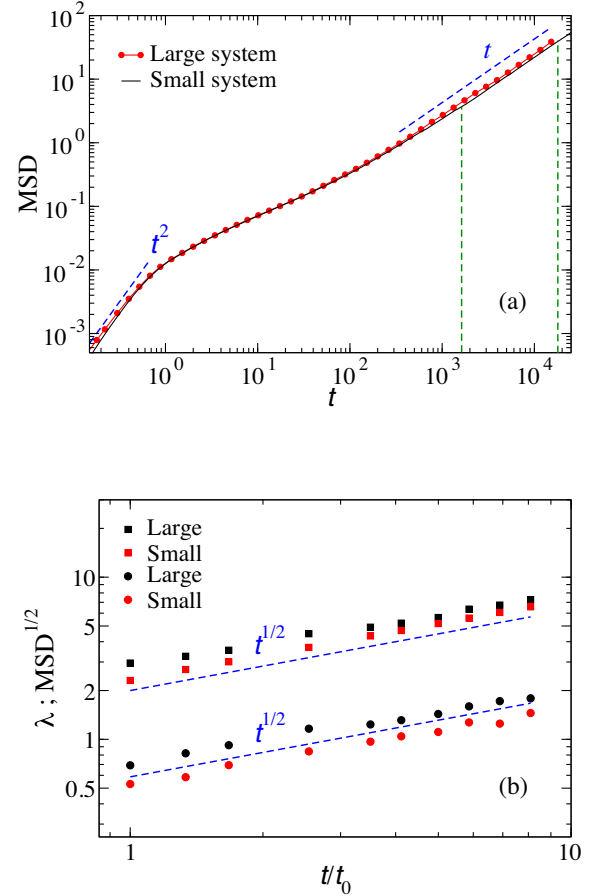 10^2
10^1
10^0
10^-1
10^-2
10^-3
MSD
Large system
Small system
t
t^2
(a)
10^0 10^1 10^2 10^3 10^4
t
Large
Small
Large
Small
10
5
2
1
0.5
λ ; MSD^1/2
t^1/2
t^1/2
(b)
1 10
t/t_0